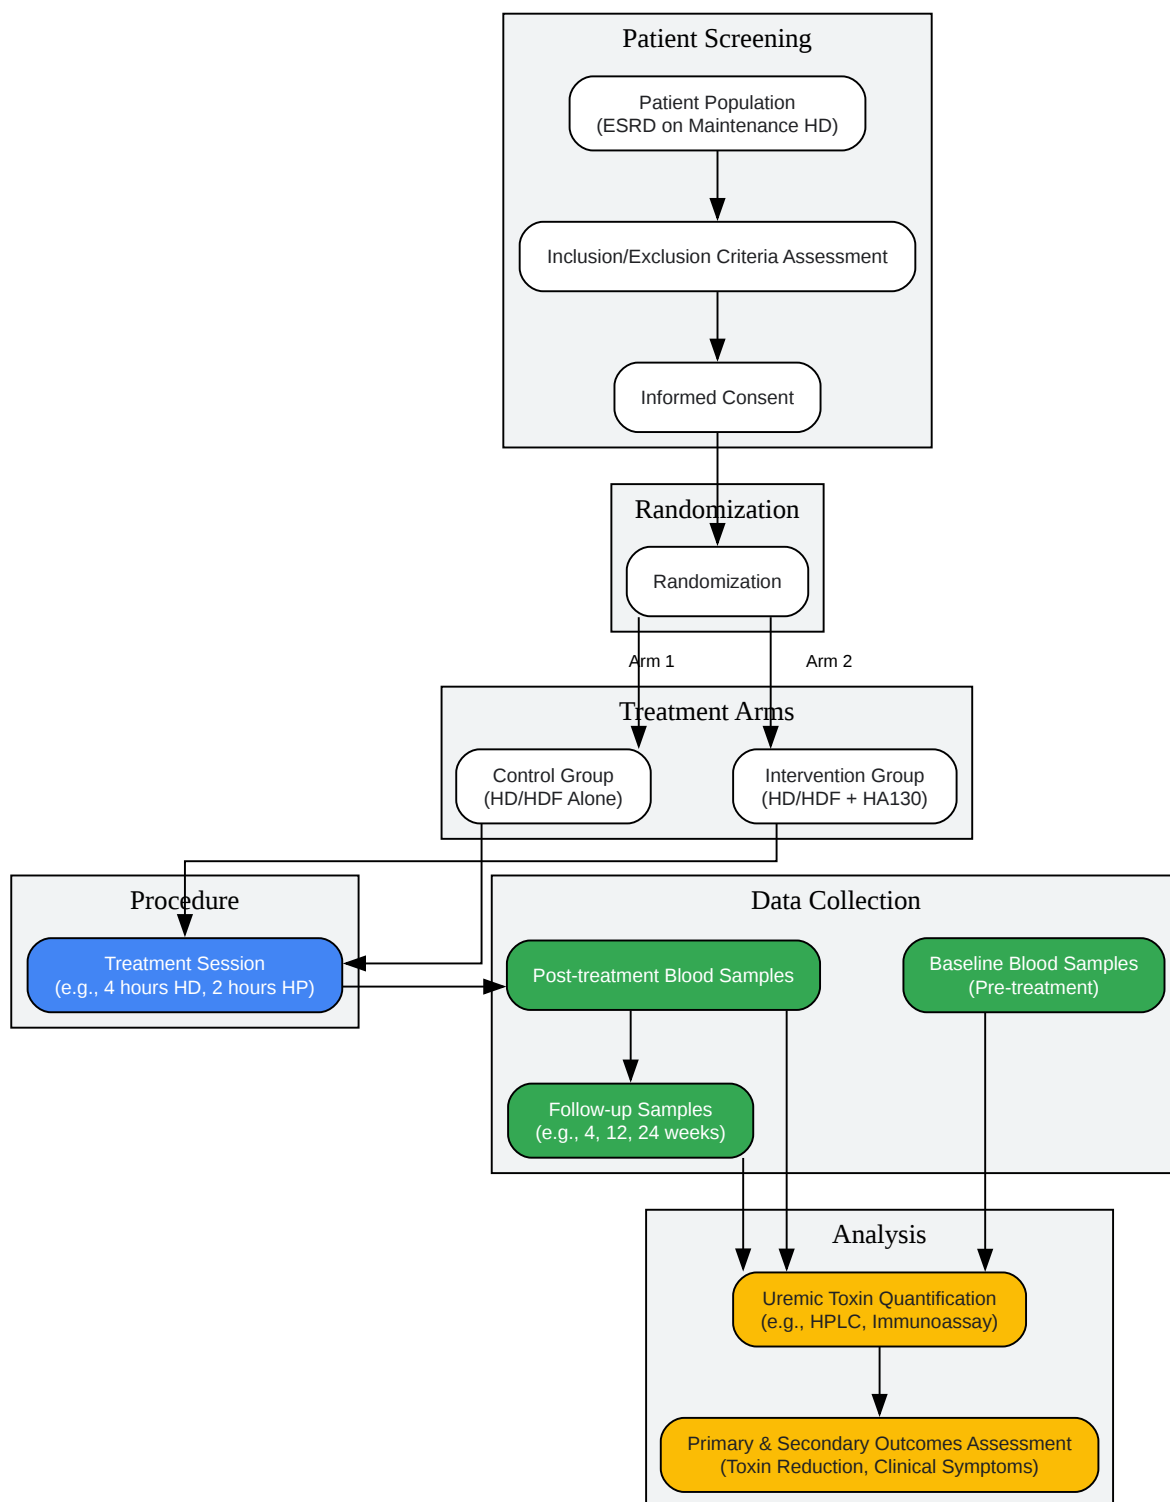 Patient Screening
Patient Population
(ESRD on Maintenance HD)
Inclusion/Exclusion Criteria Assessment
Informed Consent
Randomization
Randomization
Arm 1
Arm 2
Treatment Arms
Control Group
(HD/HDF Alone)
Intervention Group
(HD/HDF + HA130)
Procedure
Treatment Session
(e.g., 4 hours HD, 2 hours HP)
Data Collection
Post-treatment Blood Samples
Baseline Blood Samples
(Pre-treatment)
Follow-up Samples
(e.g., 4, 12, 24 weeks)
Analysis
Uremic Toxin Quantification
(e.g., HPLC, Immunoassay)
Primary & Secondary Outcomes Assessment
(Toxin Reduction, Clinical Symptoms)